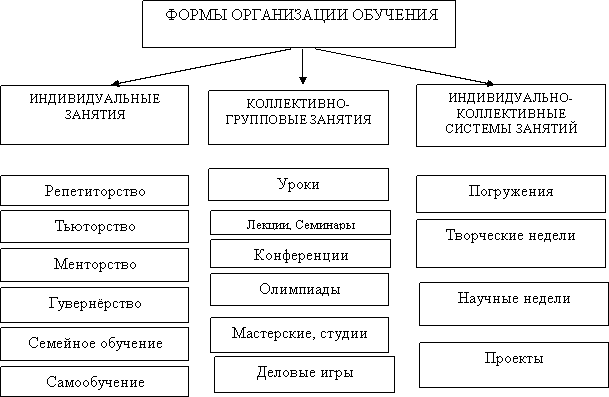 ФОРМЫ ОРГАНИЗАЦИИ ОБУЧЕНИЯ
ИНДИВИДУАЛЬНЫЕ
ЗАНЯТИЯ
КОЛЛЕКТИВНО-
ГРУППОВЫЕ ЗАНЯТИЯ
ИНДИВИДУАЛЬНО-
КОЛЛЕКТИВНЫЕ
СИСТЕМЫ ЗАНЯТИЙ
Репетиторство
Тьюторство
Менторство
Гувернёрство
Семейное обучение
Самообучение
Уроки
Лекции, Семинары
Конференции
Олимпиады
Мастерские, студии
Деловые игры
Погружения
Творческие недели
Научные недели
Проекты